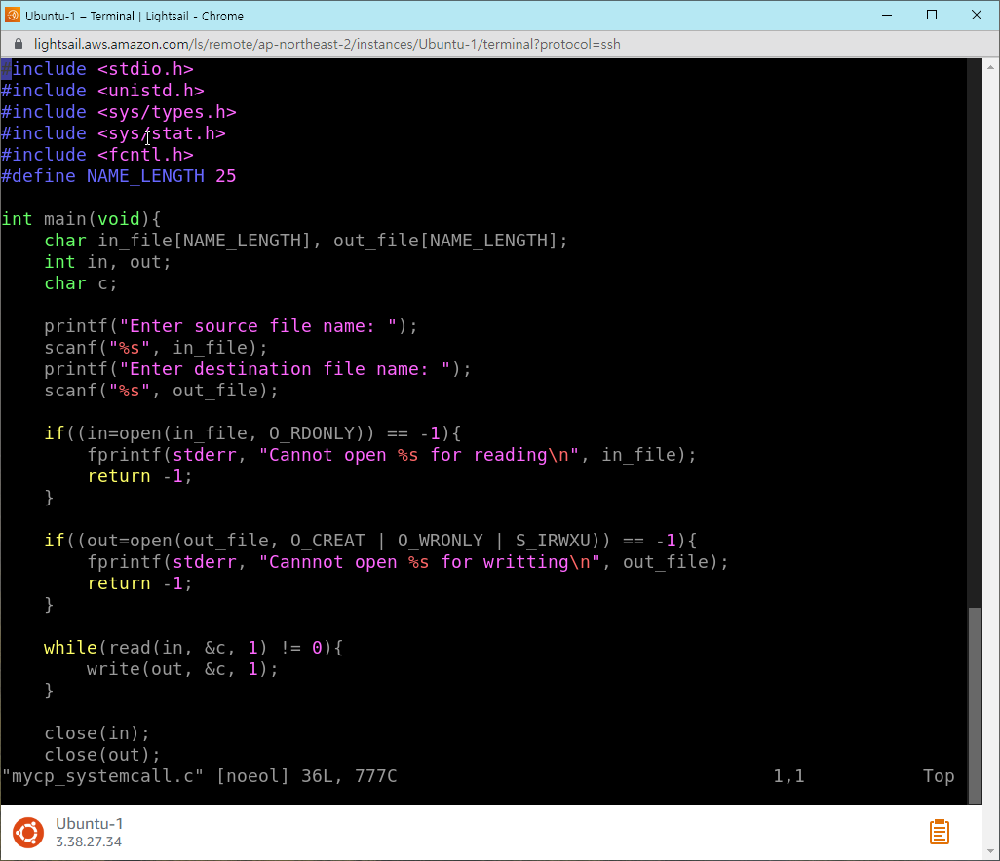 Ubuntu-1 – Terminal | Lightsail - Chrome
lightsail.aws.amazon.com/ls/remote/ap-northeast-2/instances/Ubuntu-1/terminal?protocol=ssh
#include <stdio.h>
#include <unistd.h>
#include <sys/types.h>
#include <sys/stat.h>
#include <fcntl.h>
#define NAME_LENGTH 25
int main(void){
    char in_file[NAME_LENGTH], out_file[NAME_LENGTH];
    int in, out;
    char c;
    printf("Enter source file name: ");
    scanf("%s", in_file);
    printf("Enter destination file name: ");
    scanf("%s", out_file);
    if((in=open(in_file, O_RDONLY)) == -1){
        fprintf(stderr, "Cannot open %s for reading\n", in_file);
        return -1;
    }
    if((out=open(out_file, O_CREAT | O_WRONLY | S_IRWXU)) == -1){
        fprintf(stderr, "Cannnot open %s for writting\n", out_file);
        return -1;
    }
    while(read(in, &c, 1) != 0){
        write(out, &c, 1);
    }
    close(in);
    close(out);
"mycp_systemcall.c" [noeol] 36L, 777C 1,1 Top
Ubuntu-1
3.38.27.34